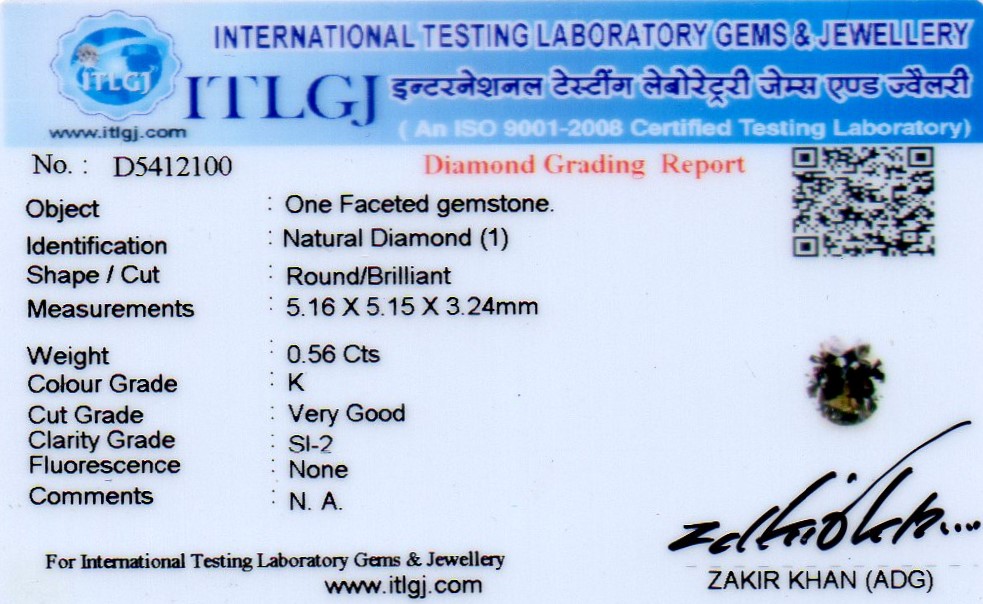 INTERNATIONAL TESTING LABORATORY GEMS & JEWELLERY
ITLGJ
ITLGJ इन्टरनेशनल टेस्टींग लेबोरेट्ररी जेम्स एण्ड ज्वैलरी
www.itlgj.com
( An ISO 9001-2008 Certified Testing Laboratory)
No. : D5412100
Diamond Grading Report
Object : One Faceted gemstone.
Identification : Natural Diamond (1)
Shape / Cut : Round/Brilliant
Measurements : 5.16 X 5.15 X 3.24mm
Weight : 0.56 Cts
Colour Grade : K
Cut Grade : Very Good
Clarity Grade : SI-2
Fluorescence : None
Comments : N. A.
For International Testing Laboratory Gems & Jewellery
www.itlgj.com
ZAKIR KHAN (ADG)